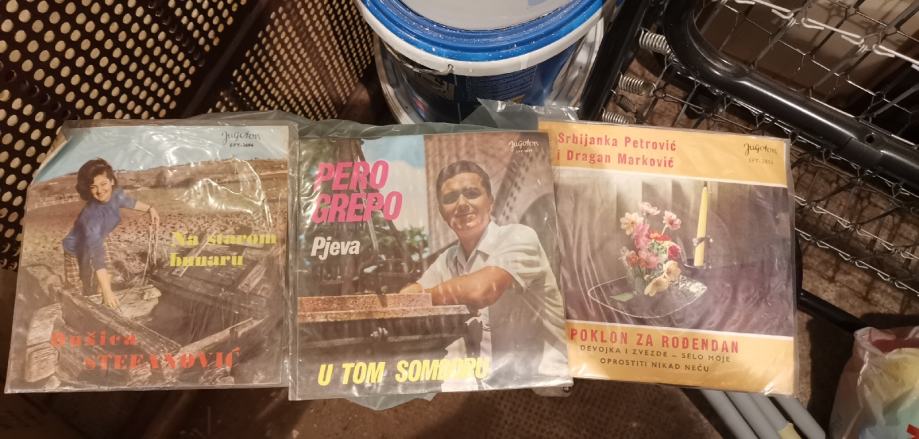 Jugoton
Na starom
bunaru
Dušica
STEFANOVIĆ
Jugoton
PERO
GREPO
Pjeva
U TOM SOMBORU
Srbijanka Petrović
i Dragan Marković
Jugoton
POKLON ZA ROĐENDAN
DEVOJKA I ZVEZDE – SELO MOJE
OPROSTITI NIKAD NEĆU